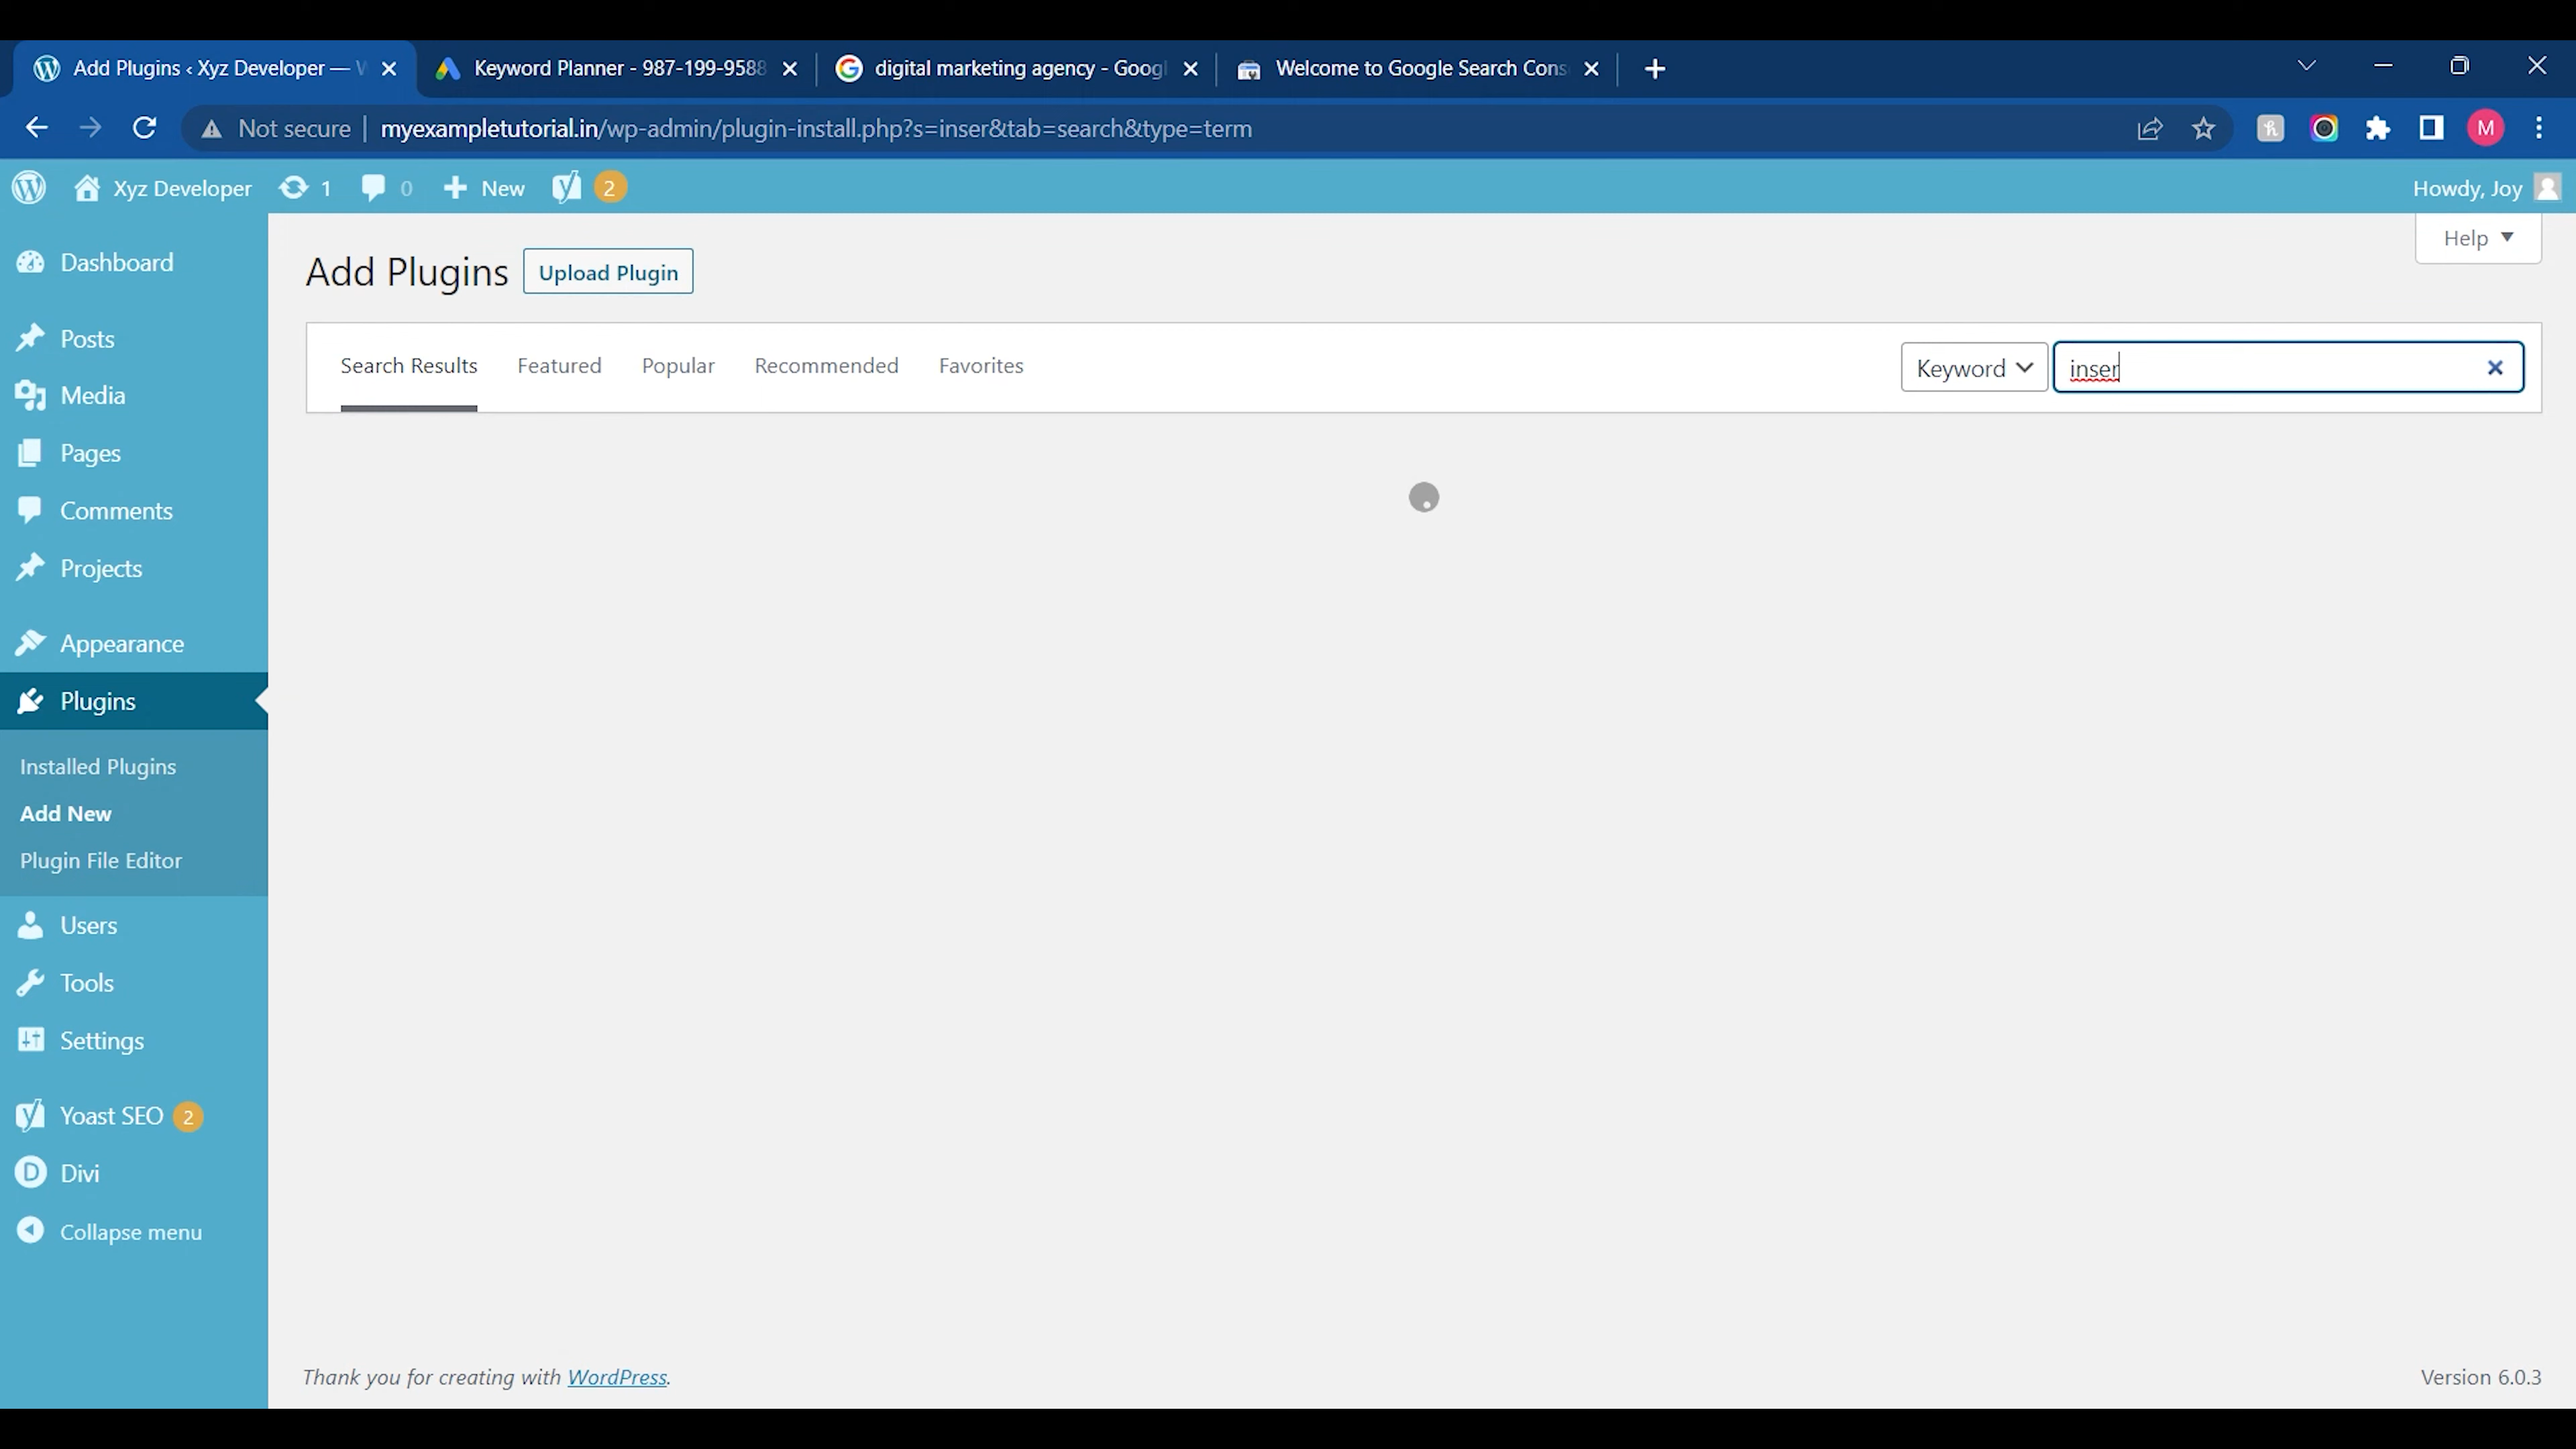 Add Plugins ‹ Xyz Developer — W
Keyword Planner - 987-199-9588
digital marketing agency - Googl
Welcome to Google Search Cons
Not secure
myexampletutorial.in/wp-admin/plugin-install.php?s=inser&tab=search&type=term
M
Xyz Developer
1
0
New
2
Howdy, Joy
Help
Dashboard
Posts
Media
Pages
Comments
Projects
Appearance
Plugins
Installed Plugins
Add New
Plugin File Editor
Users
Tools
Settings
Yoast SEO 2
Divi
Collapse menu
Add Plugins
Upload Plugin
Search Results
Featured
Popular
Recommended
Favorites
Keyword
inser
Thank you for creating with WordPress.
Version 6.0.3